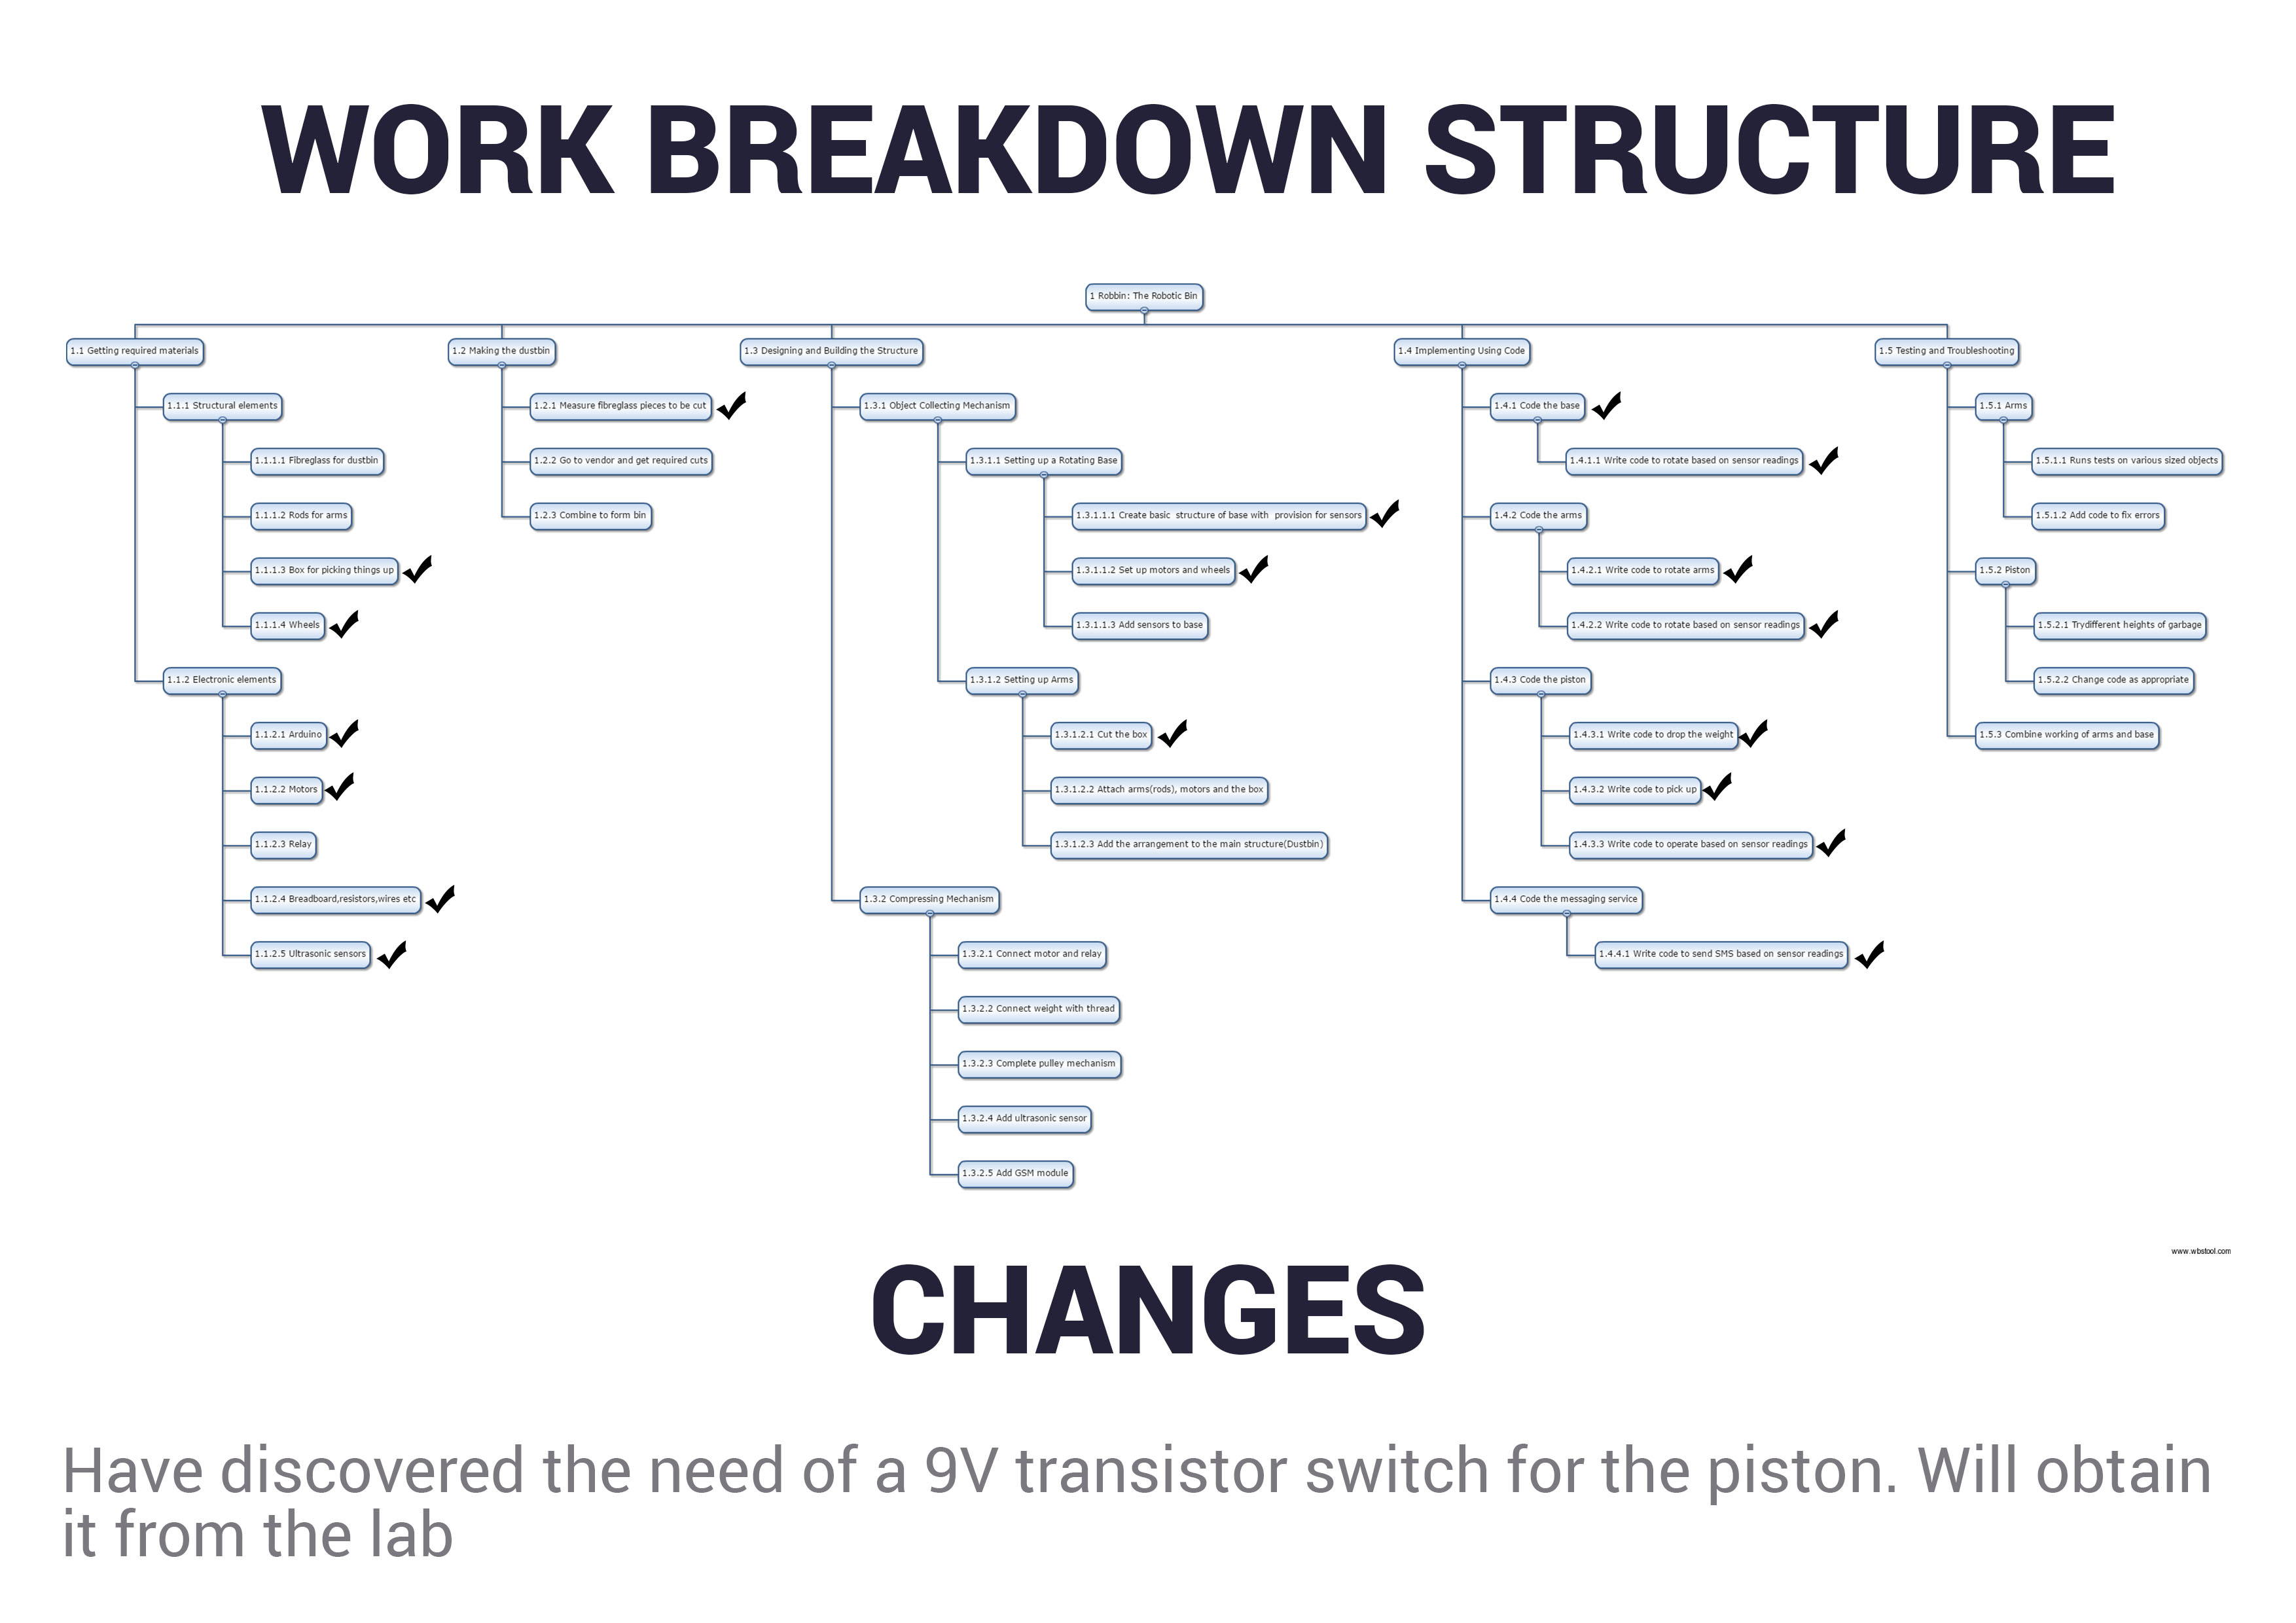 WORK BREAKDOWN STRUCTURE
1 Robbin: The Robotic Bin
1.1 Getting required materials
1.1.1 Structural elements
1.1.1.1 Fibreglass for dustbin
1.1.1.2 Rods for arms
1.1.1.3 Box for picking things up
1.1.1.4 Wheels
1.1.2 Electronic elements
1.1.2.1 Arduino
1.1.2.2 Motors
1.1.2.3 Relay
1.1.2.4 Breadboard,resistors,wires etc
1.1.2.5 Ultrasonic sensors
1.2 Making the dustbin
1.2.1 Measure fibreglass pieces to be cut
1.2.2 Go to vendor and get required cuts
1.2.3 Combine to form bin
1.3 Designing and Building the Structure
1.3.1 Object Collecting Mechanism
1.3.1.1 Setting up a Rotating Base
1.3.1.1.1 Create basic  structure of base with  provision for sensors
1.3.1.1.2 Set up motors and wheels
1.3.1.1.3 Add sensors to base
1.3.1.2 Setting up Arms
1.3.1.2.1 Cut the box
1.3.1.2.2 Attach arms(rods), motors and the box
1.3.1.2.3 Add the arrangement to the main structure(Dustbin)
1.3.2 Compressing Mechanism
1.3.2.1 Connect motor and relay
1.3.2.2 Connect weight with thread
1.3.2.3 Complete pulley mechanism
1.3.2.4 Add ultrasonic sensor
1.3.2.5 Add GSM module
1.4 Implementing Using Code
1.4.1 Code the base
1.4.1.1 Write code to rotate based on sensor readings
1.4.2 Code the arms
1.4.2.1 Write code to rotate arms
1.4.2.2 Write code to rotate based on sensor readings
1.4.3 Code the piston
1.4.3.1 Write code to drop the weight
1.4.3.2 Write code to pick up
1.4.3.3 Write code to operate based on sensor readings
1.4.4 Code the messaging service
1.4.4.1 Write code to send SMS based on sensor readings
1.5 Testing and Troubleshooting
1.5.1 Arms
1.5.1.1 Runs tests on various sized objects
1.5.1.2 Add code to fix errors
1.5.2 Piston
1.5.2.1 Trydifferent heights of garbage
1.5.2.2 Change code as appropriate
1.5.3 Combine working of arms and base
www.wbstool.com
CHANGES
Have discovered the need of a 9V transistor switch for the piston. Will obtain
it from the lab